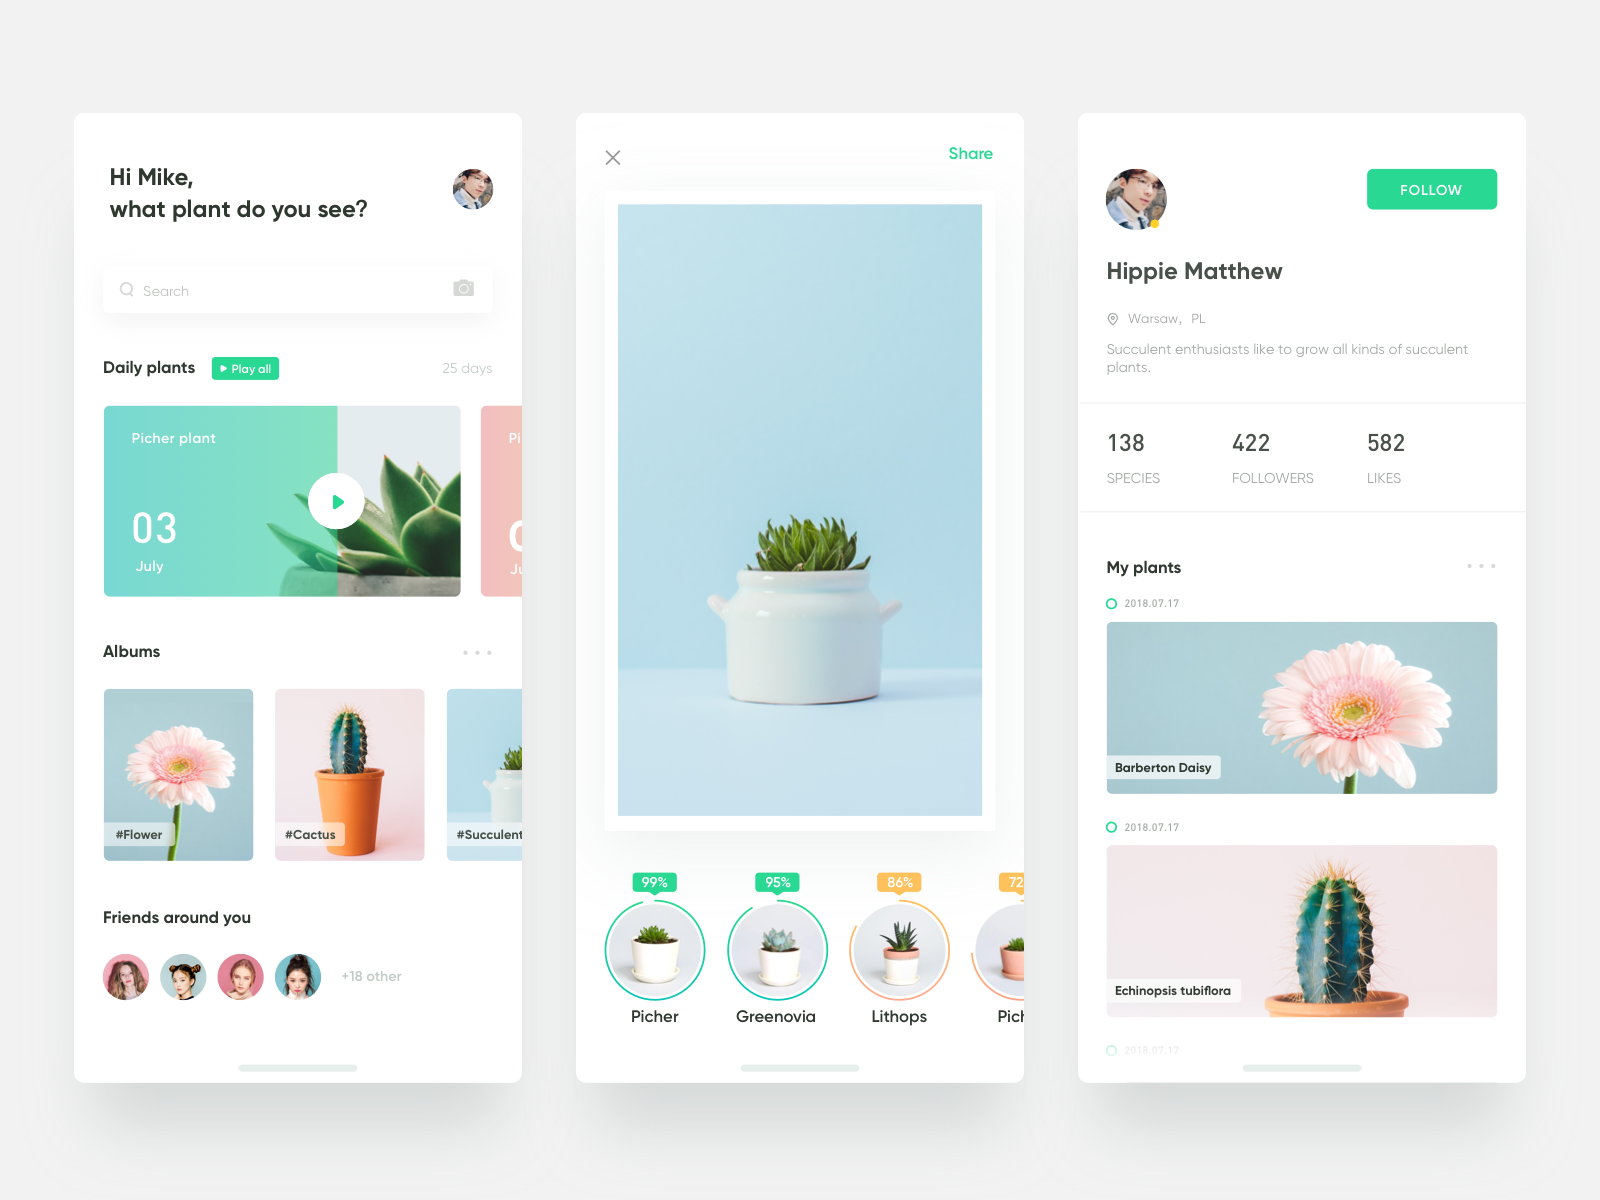 Hi Mike,
what plant do you see?
Search
Daily plants
Play all
25 days
Picher plant
03
July
Pi
Ju
Albums
#Flower
#Cactus
#Succulent
Friends around you
+18 other
Share
99%
95%
86%
72
Picher
Greenovia
Lithops
Pich
FOLLOW
Hippie Matthew
Warsaw, PL
Succulent enthusiasts like to grow all kinds of succulent
plants.
138
422
582
SPECIES
FOLLOWERS
LIKES
My plants
2018.07.17
Barberton Daisy
2018.07.17
Echinopsis tubiflora
2018.07.17